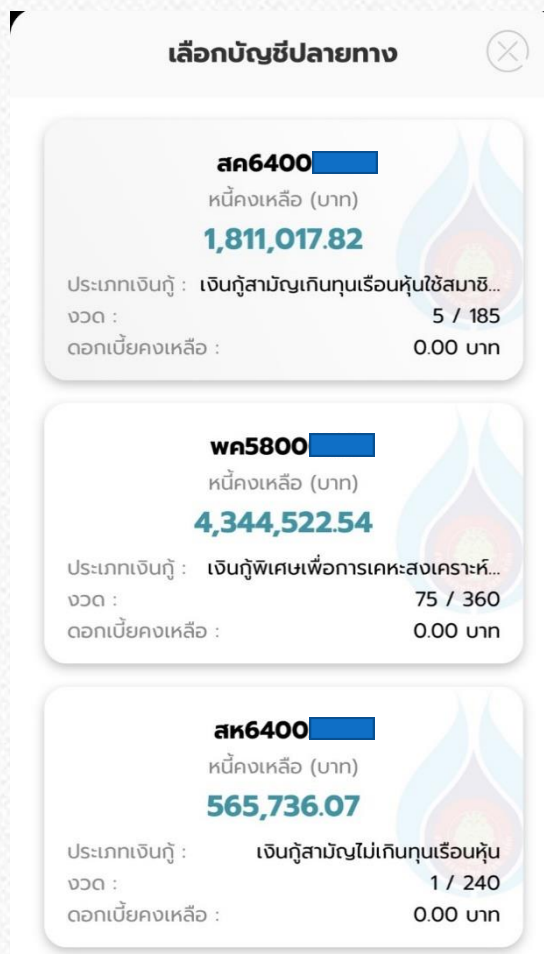 เลือกบัญชีปลายทาง
สค6400
หนี้คงเหลือ (บาท)
1,811,017.82
ประเภทเงินกู้ : เงินกู้สามัญเกินทุนเรือนหุ้นใช้สมาชิ...
งวด : 5 / 185
ดอกเบี้ยคงเหลือ : 0.00 บาท
พค5800
หนี้คงเหลือ (บาท)
4,344,522.54
ประเภทเงินกู้ : เงินกู้พิเศษเพื่อการเคหะสงเคราะห์...
งวด : 75 / 360
ดอกเบี้ยคงเหลือ : 0.00 บาท
สห6400
หนี้คงเหลือ (บาท)
565,736.07
ประเภทเงินกู้ : เงินกู้สามัญไม่เกินทุนเรือนหุ้น
งวด : 1 / 240
ดอกเบี้ยคงเหลือ : 0.00 บาท